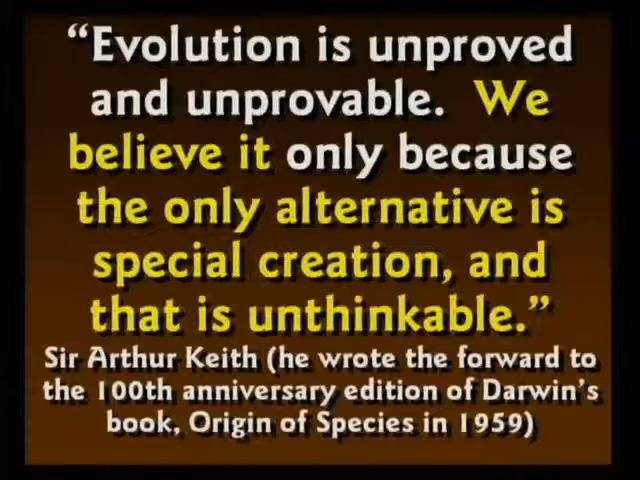 “Evolution is unproved
and unprovable. We
believe it only because
the only alternative is
special creation, and
that is unthinkable.”
Sir Arthur Keith (he wrote the forward to
the 100th anniversary edition of Darwin’s
book, Origin of Species in 1959)